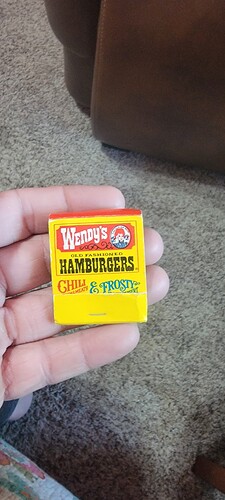 WENDY'S
OLD FASHIONED
HAMBURGERS
CHILI & FROSTY